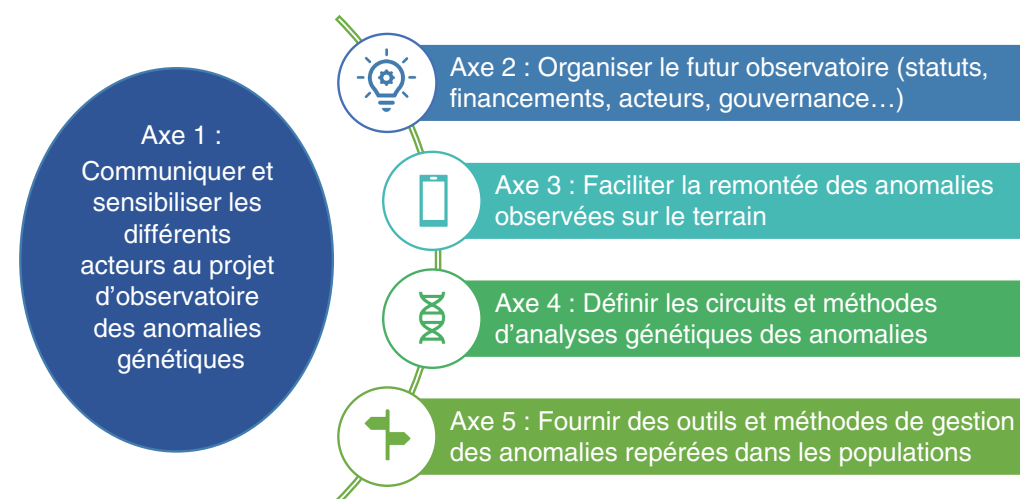 Axe 1 :
Communiquer et
sensibiliser les
différents
acteurs au projet
d'observatoire
des anomalies
génétiques
Axe 2 : Organiser le futur observatoire (statuts,
financements, acteurs, gouvernance…)
Axe 3 : Faciliter la remontée des anomalies
observées sur le terrain
Axe 4 : Définir les circuits et méthodes
d'analyses génétiques des anomalies
Axe 5 : Fournir des outils et méthodes de gestion
des anomalies repérées dans les populations